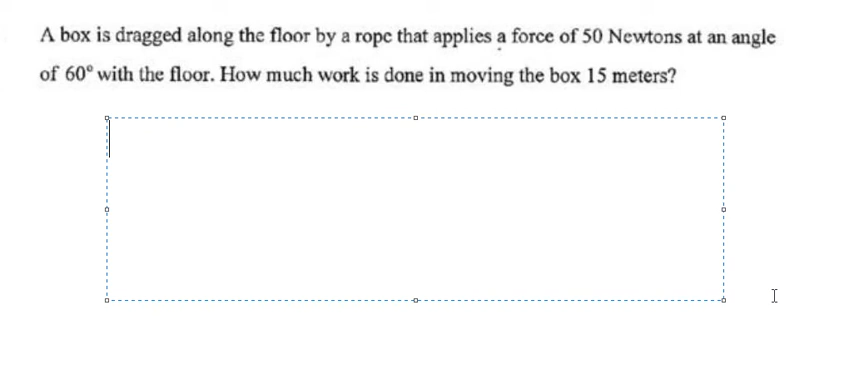 A box is dragged along the floor by a rope that applies a force of 50 Newtons at an angle
of 60° with the floor. How much work is done in moving the box 15 meters?